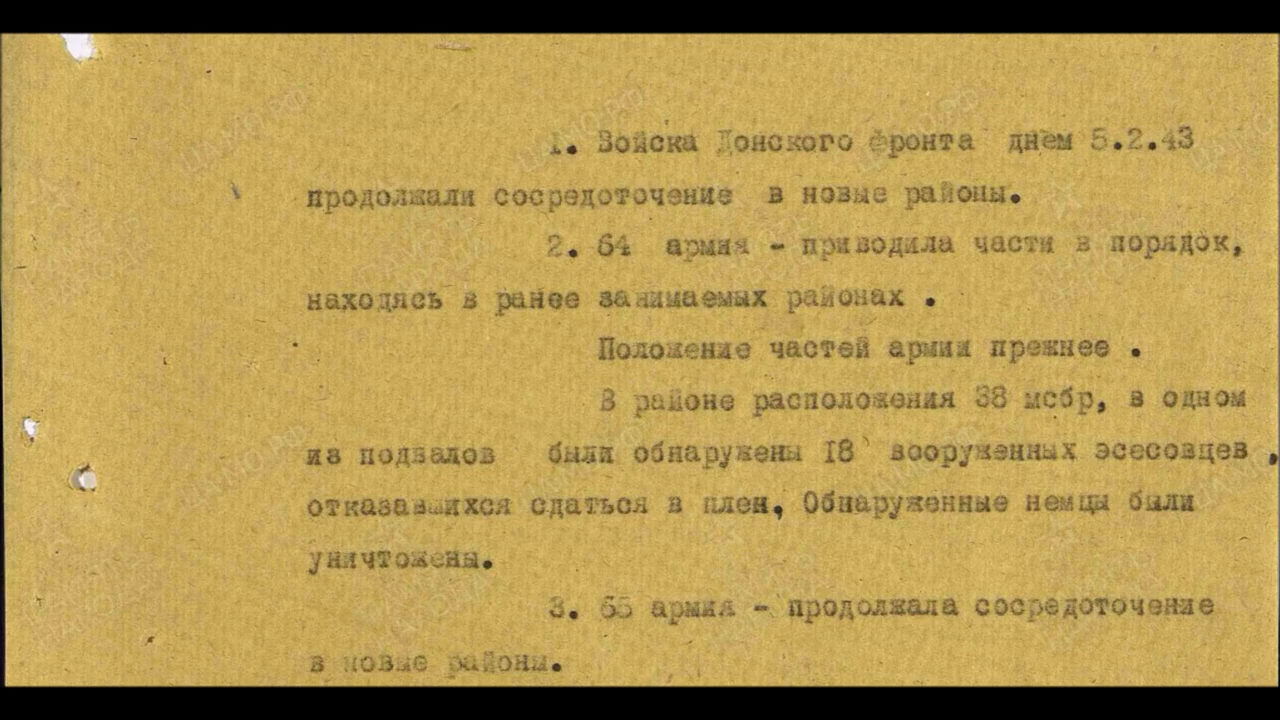 1. Войска Донского фронта днем 5.2.43
продолжали сосредоточение в новые районы.
2. 64 армия - приводила части в порядок,
находясь в ранее занимаемых районах .
Положение частей армии прежнее .
В районе расположения 38 мсбр, в одном
из подвалов были обнаружены 18 вооруженных эсесовцев ,
отказавшихся сдаться в плен, Обнаруженные немцы были
уничтожены.
3. 65 армия - продолжала сосредоточение
в новые районы.